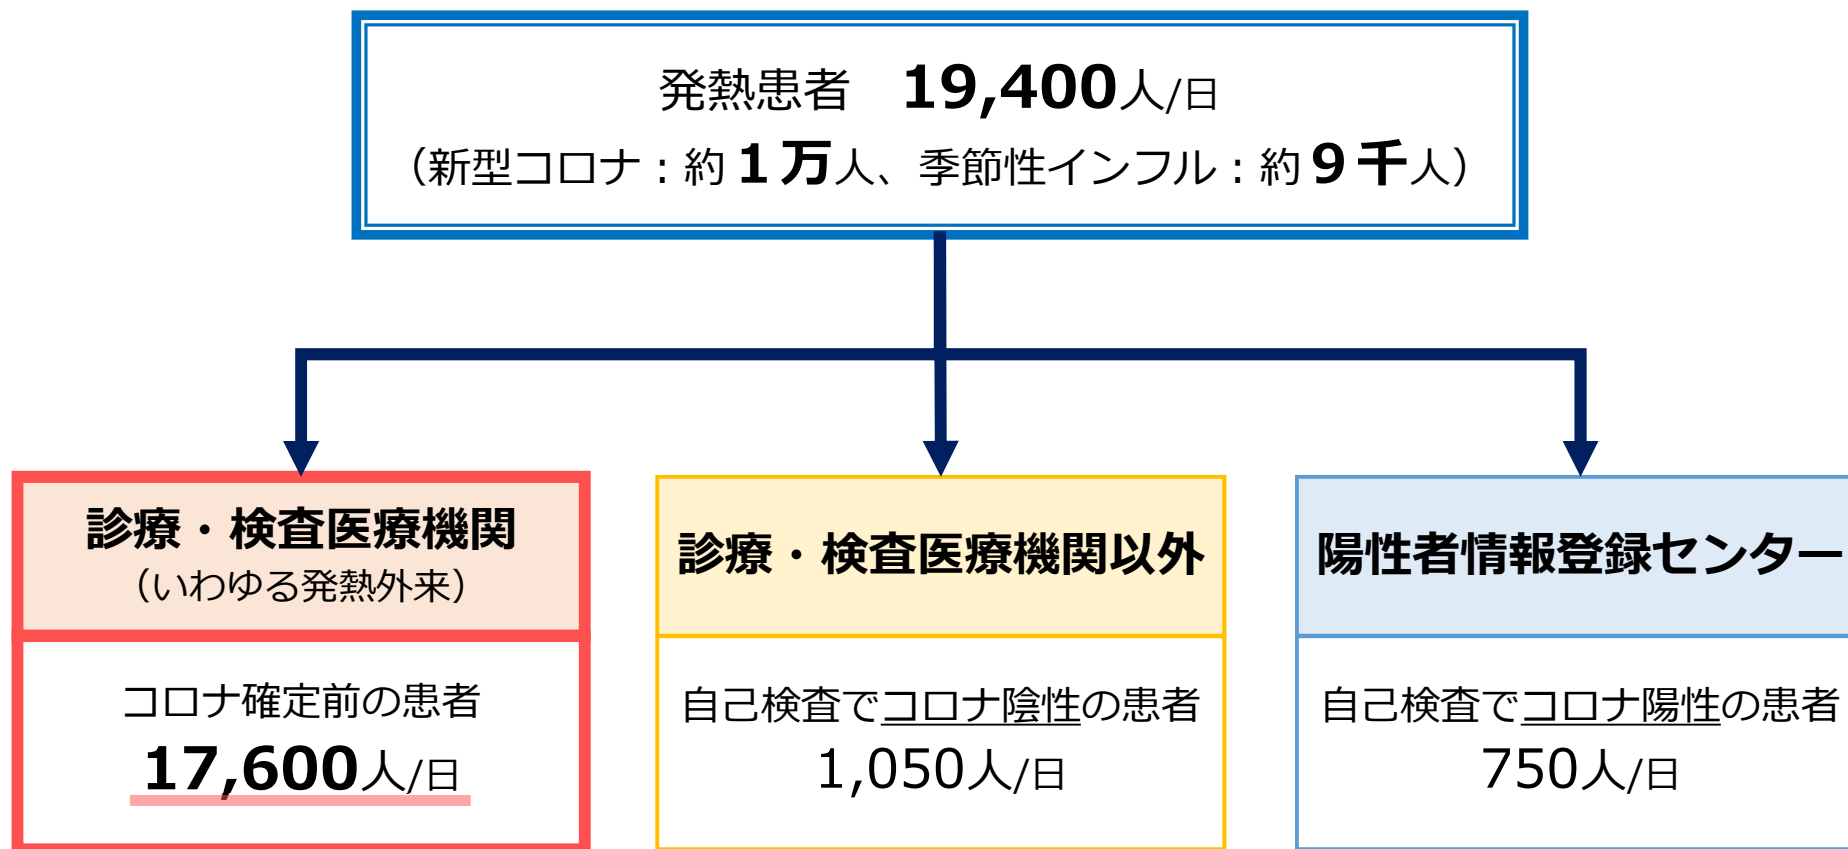 発熱患者　19,400人/日
（新型コロナ：約１万人、季節性インフル：約９千人）
診療・検査医療機関
（いわゆる発熱外来）
コロナ確定前の患者
17,600人/日
診療・検査医療機関以外
自己検査でコロナ陰性の患者
1,050人/日
陽性者情報登録センター
自己検査でコロナ陽性の患者
750人/日